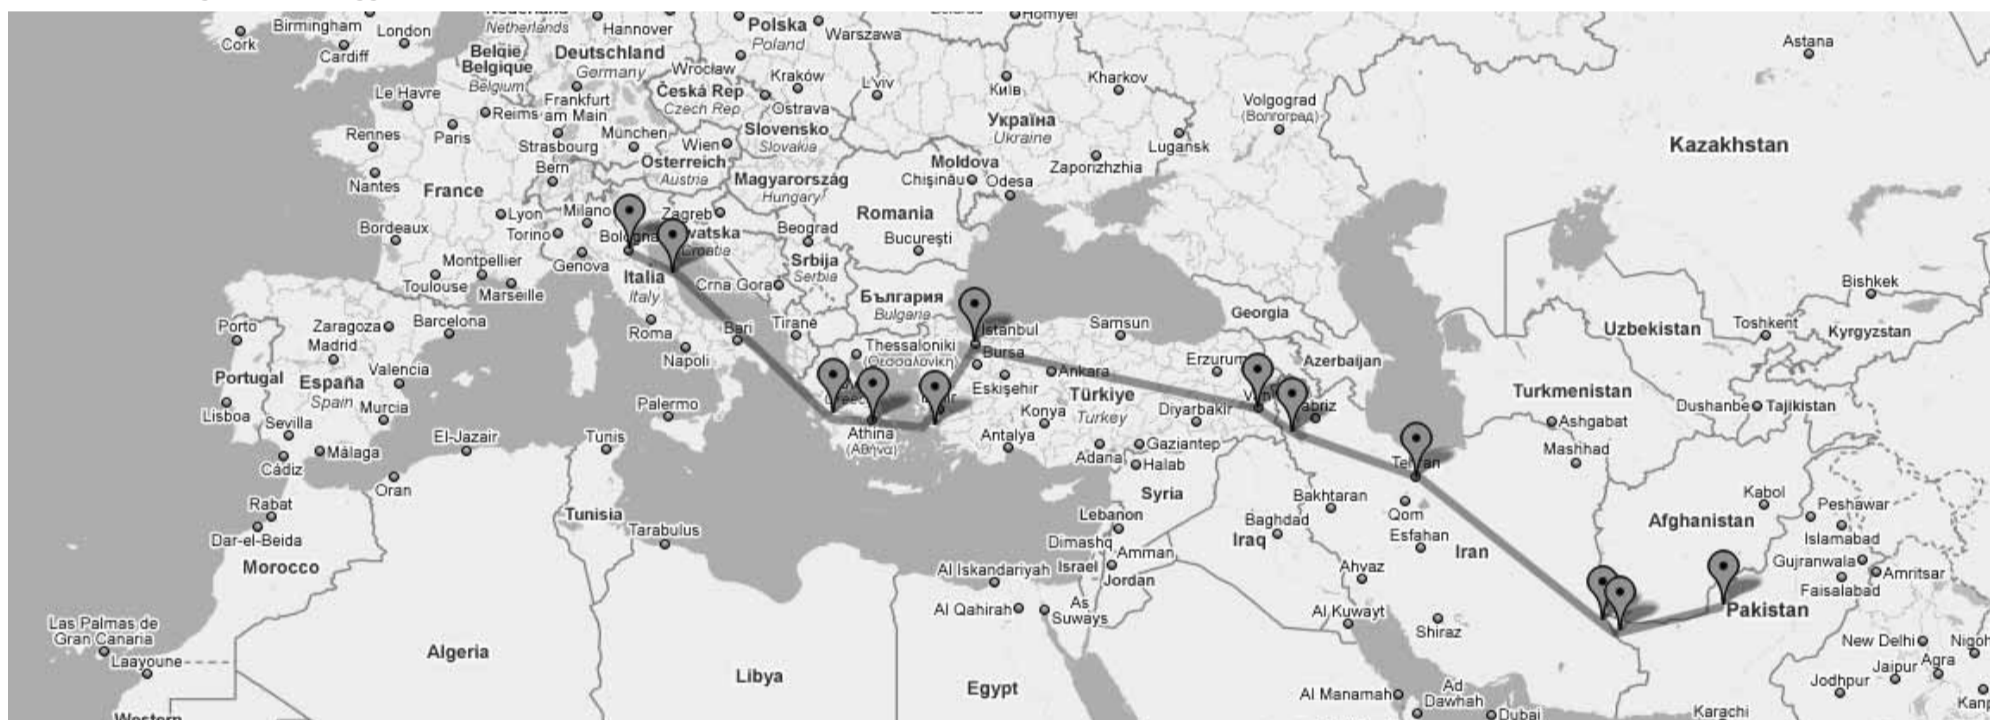 Nederland
Netherlands
Cork
Birmingham
London
Cardiff
Hannover
Polska
Poland
Warszawa
Homyel
Astana
België
Belgique
Belgium
Deutschland
Germany
Wrocław
Kraków
L'viv
Київ
Kharkov
Volgograd
(Волгоград)
Le Havre
Reims
Frankfurt
am Main
Česká Rep
Czech Rep
Ostrava
Україна
Ukraine
Kazakhstan
Rennes
Paris
Strasbourg
München
Slovensko
Slovakia
Wien
Lugansk
Nantes
France
Bern
Österreich
Austria
Magyarország
Hungary
Moldova
Chișinău
Odesa
Zaporizhzhia
Bordeaux
Lyon
Torino
Milano
Zagreb
Bologna
vatska
Croatia
Beograd
Romania
București
Montpellier
Toulouse
Marseille
Genova
Italia
Italy
Crna Gora
Srbija
Serbia
България
Bulgaria
Georgia
Bishkek
Porto
Zaragoza
Madrid
Barcelona
Roma
Bari
Tiranë
Napoli
Thessaloniki
(Θεσσαλονίκη)
Istanbul
Bursa
Samsun
Uzbekistan
Toshkent
Kyrgyzstan
Portugal
España
Spain
Valencia
Murcia
Lisboa
Sevilla
Palermo
Eskişehir
Ankara
Erzurum
Azerbaijan
Türkiye
Turkey
Turkmenistan
Dushanbe
Tajikistan
Cádiz
Málaga
El-Jazair
Tunis
Athina
(Αθήνα)
Konya
Antalya
Diyarbakir
Gaziantep
Adana
Halab
Ashgabat
Mashhad
Oran
Rabat
Dar-el-Beida
Morocco
Tunisia
Tarabulus
Syria
Lebanon
Dimashq
Amman
Israel
Jordan
Baghdad
Iraq
Bakhtaran
Qom
Esfahan
Iran
Kabol
Afghanistan
Peshawar
Islamabad
Gujranwala
Amritsar
Faisalabad
Las Palmas de
Gran Canaria
Laayoune
Algeria
Libya
Egypt
Al Iskandariyah
Al Qahirah
As
Suways
Ahvaz
Al Kuwayt
Shiraz
Pakistan
New Delhi
Jaipur
Agra
Jodhpur
Al Manamah
Ad
Dawhah
Dubai
Karachi
Western